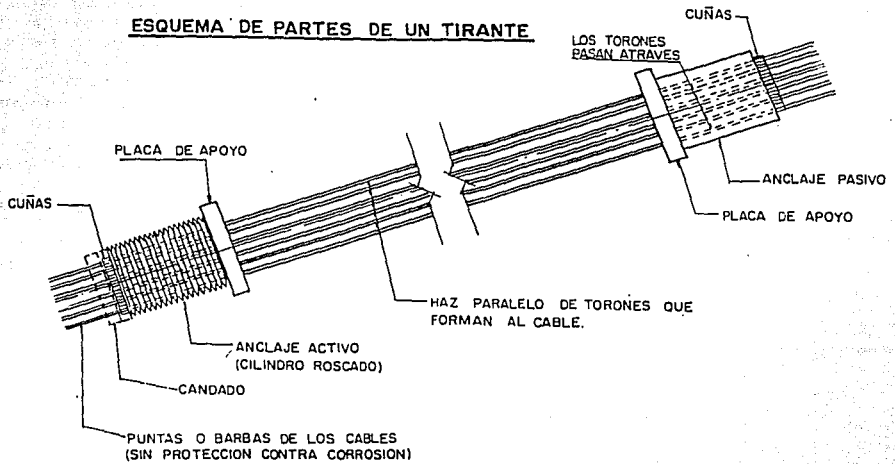 ESQUEMA DE PARTES DE UN TIRANTE
CUÑAS
LOS TORONES
PASAN ATRAVES
PLACA DE APOYO
CUÑAS
ANCLAJE PASIVO
PLACA DE APOYO
HAZ PARALELO DE TORONES QUE
FORMAN AL CABLE.
ANCLAJE ACTIVO
(CILINDRO ROSCADO)
CANDADO
PUNTAS O BARBAS DE LOS CABLES
(SIN PROTECCION CONTRA CORROSION)